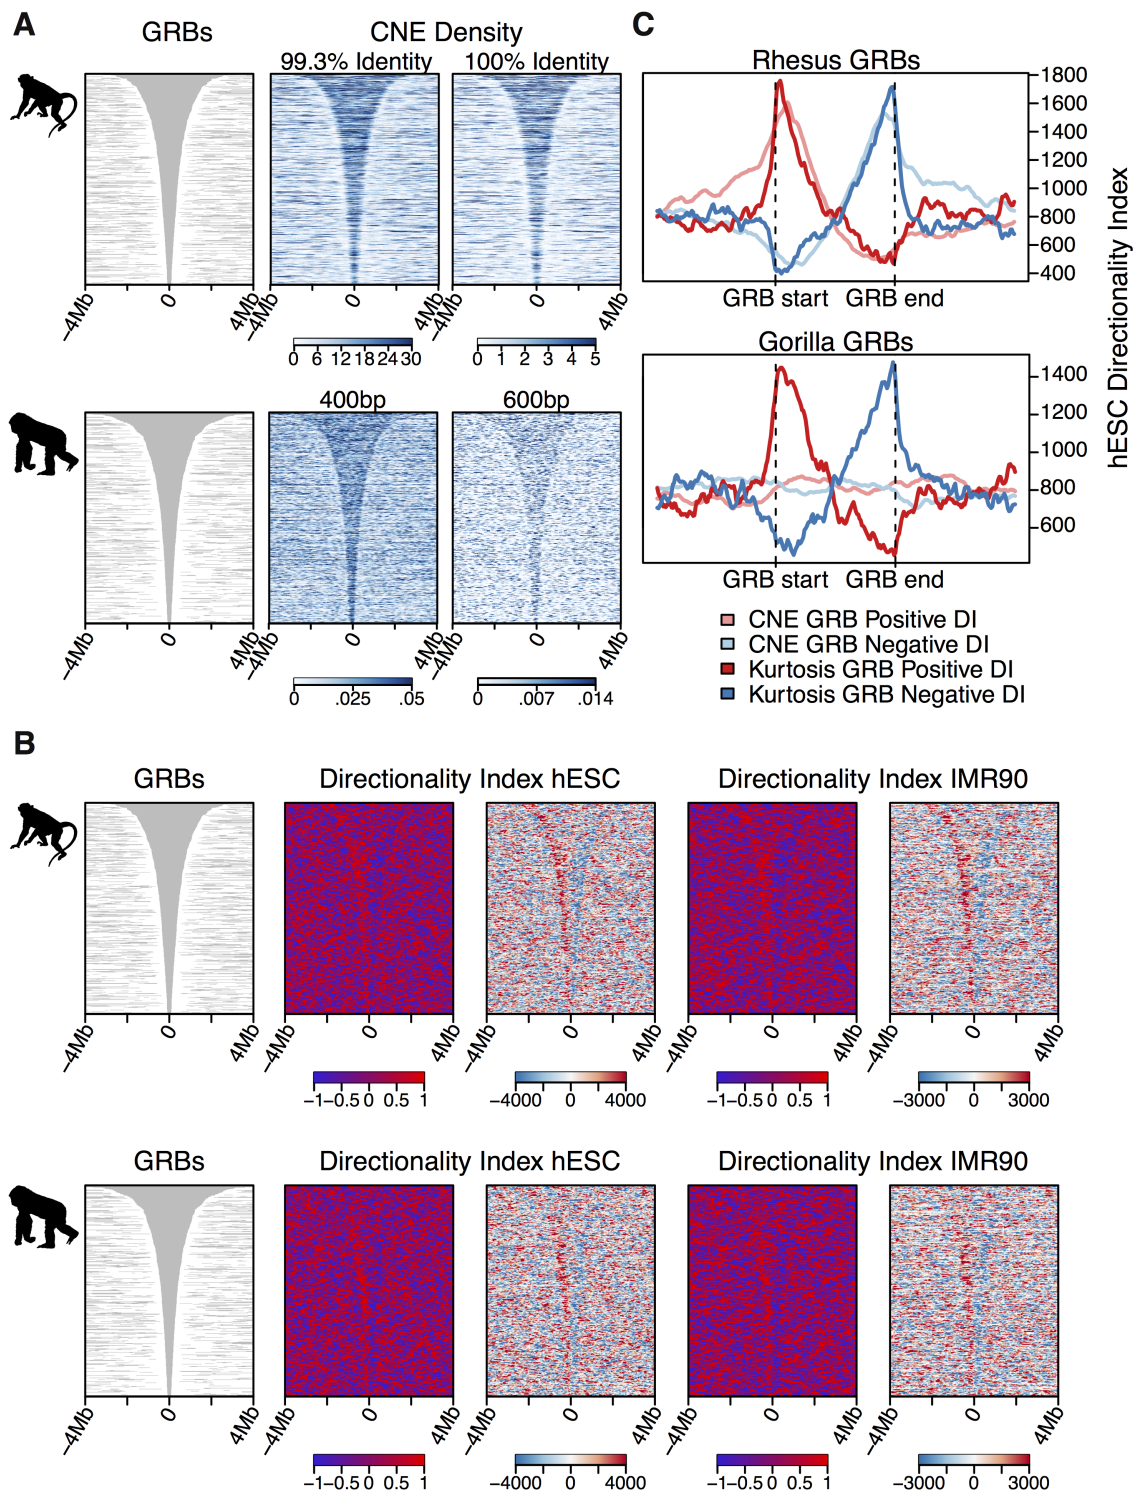 A
GRBs
CNE Density
99.3% Identity
100% Identity
−4Mb 0 4Mb
−4Mb 0 4Mb
−4Mb 0 4Mb
0 6 12 18 24 30
0 1 2 3 4 5
400bp
600bp
−4Mb 0 4Mb
−4Mb 0 4Mb
−4Mb 0 4Mb
0 .025 .05
0 .007 .014
C
Rhesus GRBs
1800
1600
1400
1200
1000
800
600
400
GRB start GRB end
Gorilla GRBs
1400
1200
1000
800
600
GRB start GRB end
hESC Directionality Index
CNE GRB Positive DI
CNE GRB Negative DI
Kurtosis GRB Positive DI
Kurtosis GRB Negative DI
B
GRBs
Directionality Index hESC
Directionality Index IMR90
−4Mb 0 4Mb
−4Mb 0 4Mb
−4Mb 0 4Mb
−4Mb 0 4Mb
−4Mb 0 4Mb
−1 −0.5 0 0.5 1
−4000 0 4000
−1 −0.5 0 0.5 1
−3000 0 3000
GRBs
Directionality Index hESC
Directionality Index IMR90
−4Mb 0 4Mb
−4Mb 0 4Mb
−4Mb 0 4Mb
−4Mb 0 4Mb
−4Mb 0 4Mb
−1 −0.5 0 0.5 1
−4000 0 4000
−1 −0.5 0 0.5 1
−3000 0 3000